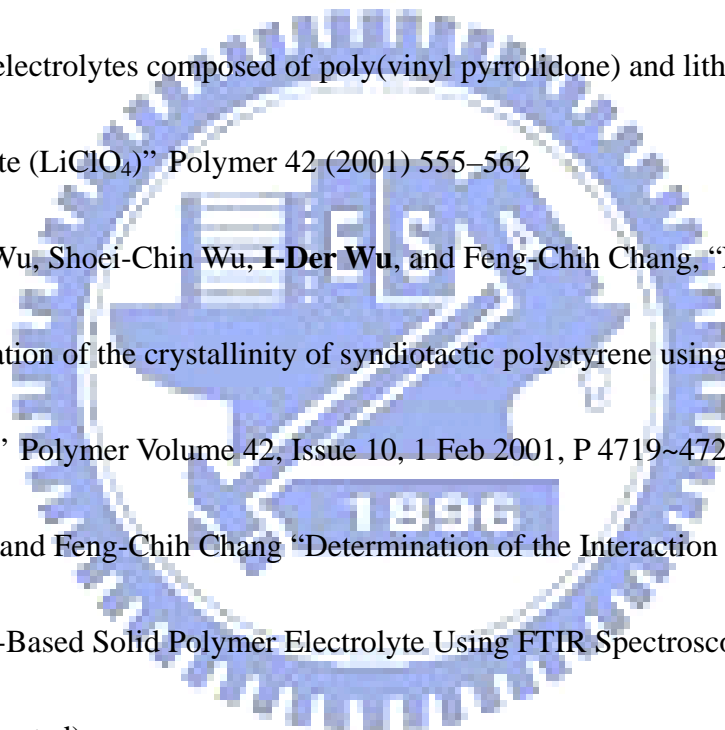 electrolytes composed of poly(vinyl pyrrolidone) and lith
te (LiClO₄)” Polymer 42 (2001) 555–562
Wu, Shoei-Chin Wu, I-Der Wu, and Feng-Chih Chang, “
ation of the crystallinity of syndiotactic polystyrene using
” Polymer Volume 42, Issue 10, 1 Feb 2001, P 4719~472
and Feng-Chih Chang “Determination of the Interaction
-Based Solid Polymer Electrolyte Using FTIR Spectrosco
ES
1896